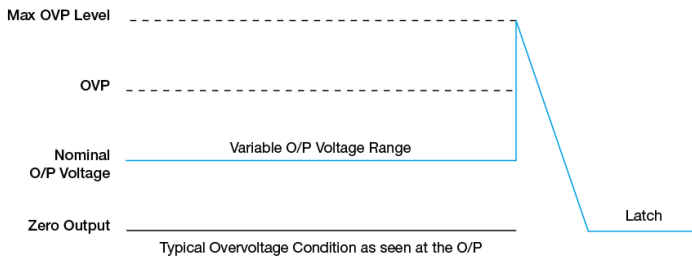 Max OVP Level
OVP
Variable O/P Voltage Range
Nominal
O/P Voltage
Latch
Zero Output
Typical Overvoltage Condition as seen at the O/P